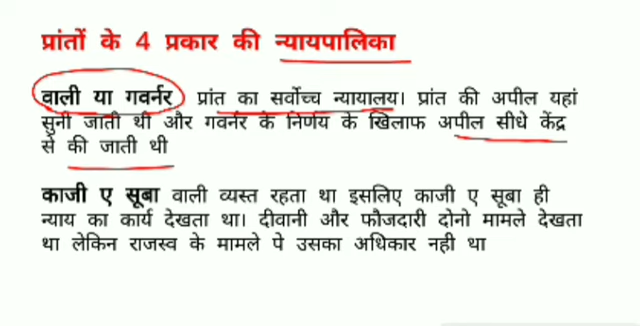 प्रांतों के 4 प्रकार की न्यायपालिका
वाली या गवर्नर प्रांत का सर्वोच्च न्यायालय। प्रांत की अपील यहां
सुनी जाती थी और गवर्नर के निर्णय के खिलाफ अपील सीधे केंद्र
से की जाती थी
काजी ए सूबा वाली व्यस्त रहता था इसलिए काजी ए सूबा ही
न्याय का कार्य देखता था। दीवानी और फौजदारी दोनो मामले देखता
था लेकिन राजस्व के मामले पे उसका अधिकार नही था